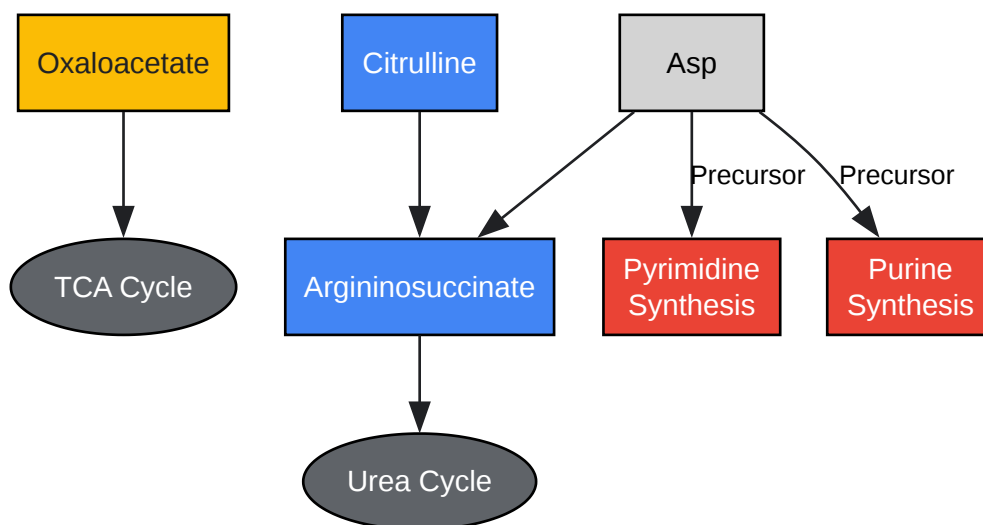 Oxaloacetate
Citrulline
Asp
Precursor
Precursor
TCA Cycle
Argininosuccinate
Pyrimidine
Synthesis
Purine
Synthesis
Urea Cycle